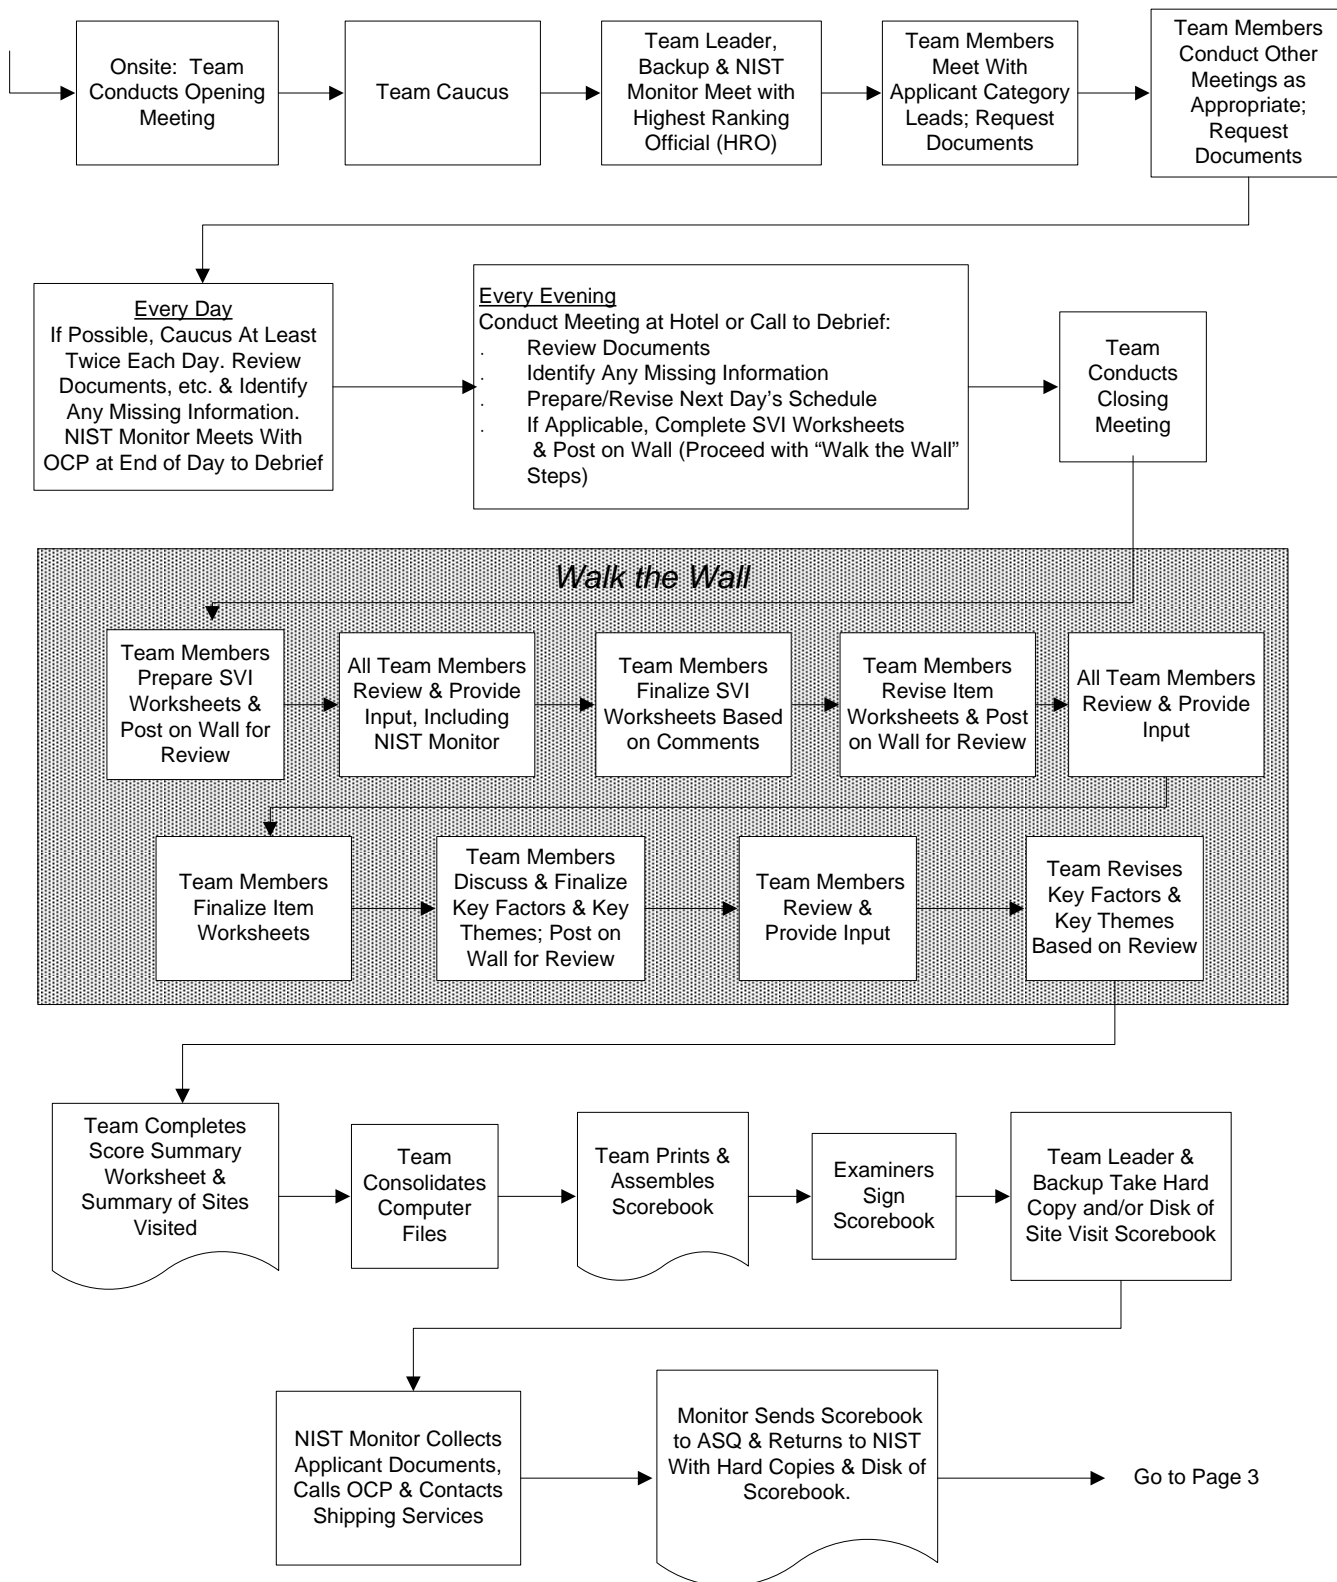 Onsite:  Team
Conducts Opening
Meeting
Team Caucus
Team Leader,
Backup & NIST
Monitor Meet with
Highest Ranking
Official (HRO)
Team Members
Meet With
Applicant Category
Leads; Request
Documents
Team Members
Conduct Other
Meetings as
Appropriate;
Request
Documents
Every Day
If Possible, Caucus At Least
Twice Each Day. Review
Documents, etc. & Identify
Any Missing Information.
NIST Monitor Meets With
OCP at End of Day to Debrief
Every Evening
Conduct Meeting at Hotel or Call to Debrief:
. Review Documents
. Identify Any Missing Information
. Prepare/Revise Next Day’s Schedule
. If Applicable, Complete SVI Worksheets
& Post on Wall (Proceed with “Walk the Wall”
Steps)
Team
Conducts
Closing
Meeting
Walk the Wall
Team Members
Prepare SVI
Worksheets &
Post on Wall for
Review
All Team Members
Review & Provide
Input, Including
NIST Monitor
Team Members
Finalize SVI
Worksheets Based
on Comments
Team Members
Revise Item
Worksheets & Post
on Wall for Review
All Team Members
Review & Provide
Input
Team Members
Finalize Item
Worksheets
Team Members
Discuss & Finalize
Key Factors & Key
Themes; Post on
Wall for Review
Team Members
Review &
Provide Input
Team Revises
Key Factors &
Key Themes
Based on Review
Team Completes
Score Summary
Worksheet &
Summary of Sites
Visited
Team
Consolidates
Computer
Files
Team Prints &
Assembles
Scorebook
Examiners
Sign
Scorebook
Team Leader &
Backup Take Hard
Copy and/or Disk of
Site Visit Scorebook
NIST Monitor Collects
Applicant Documents,
Calls OCP & Contacts
Shipping Services
Monitor Sends Scorebook
to ASQ & Returns to NIST
With Hard Copies & Disk of
Scorebook.
Go to Page 3